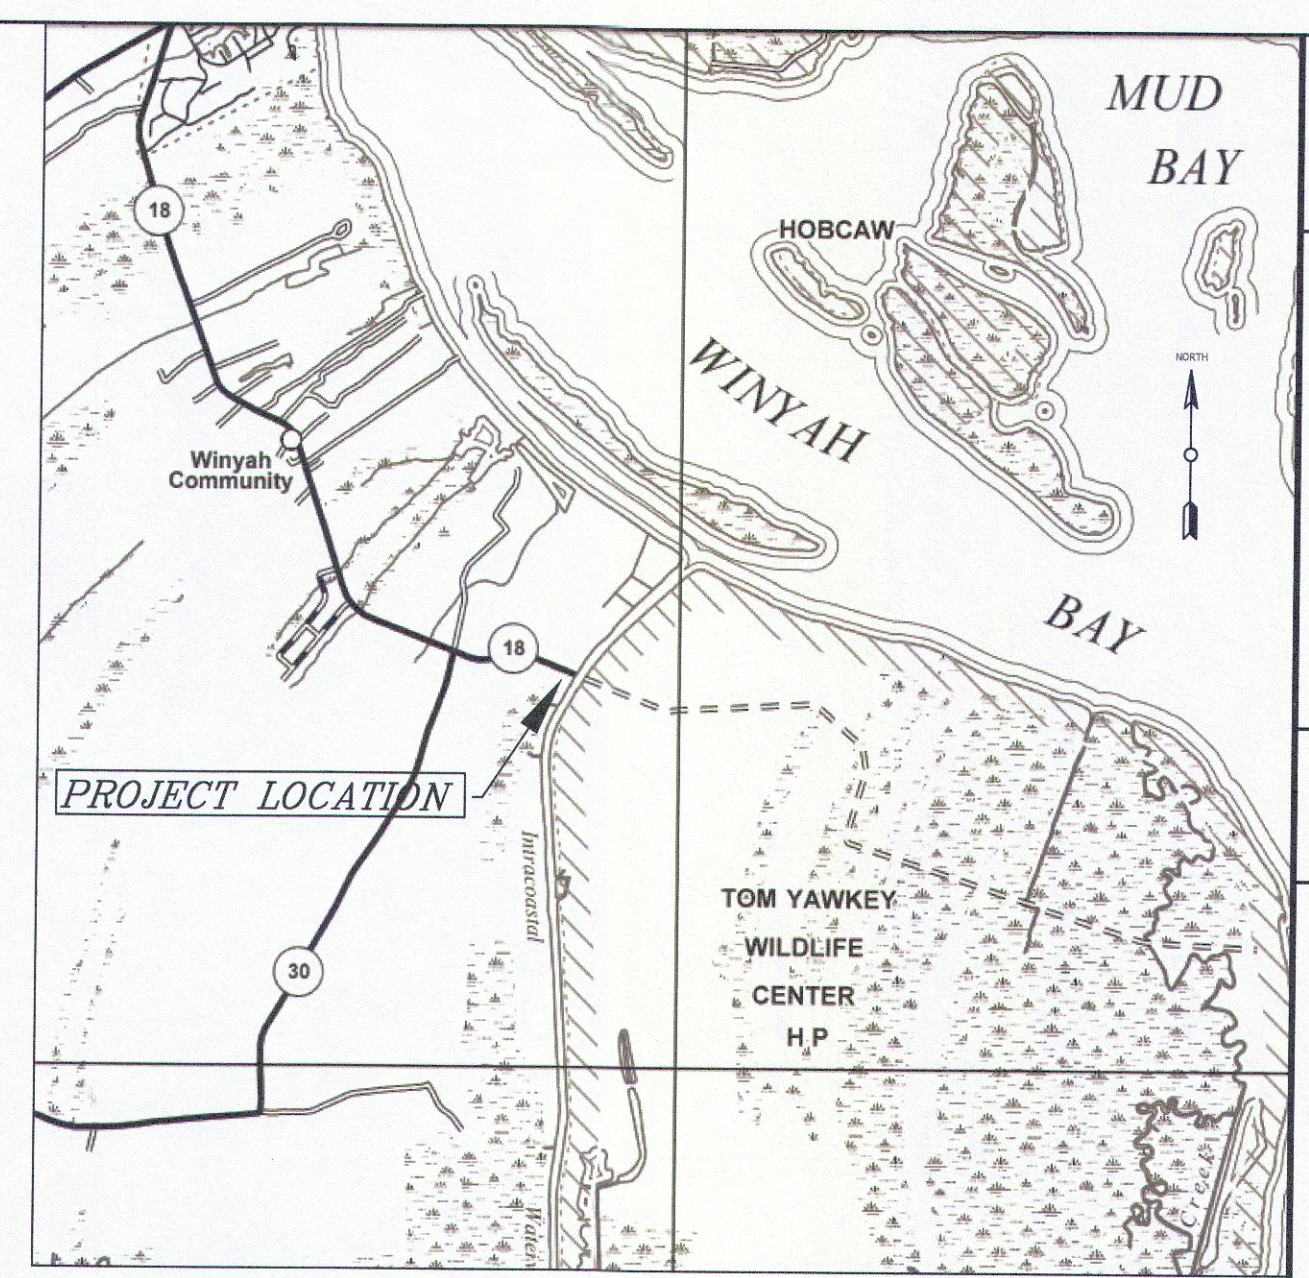 MUD
BAY
18
HOBCAW
NORTH
WINYAH
Winyah
Community
BAY
18
PROJECT LOCATION
Intracoastal
TOM YAWKEY
WILDLIFE
CENTER
H P
30
Creek